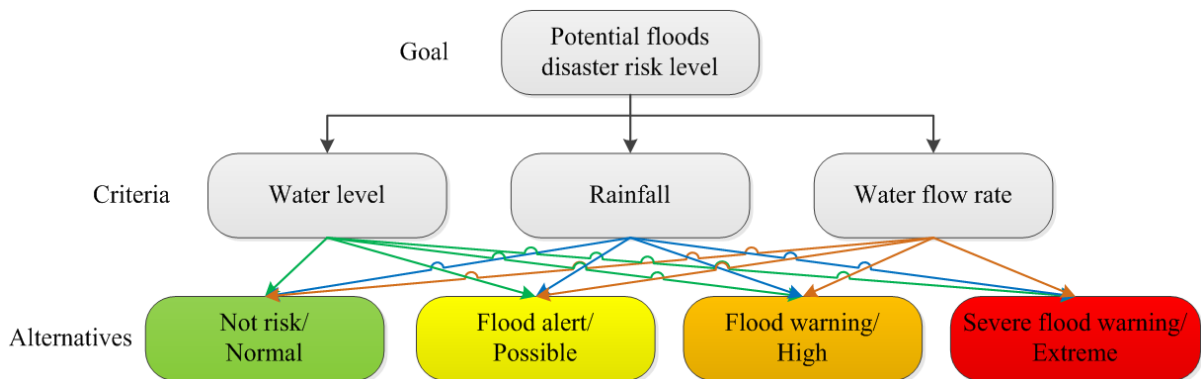 Goal
Potential floods
disaster risk level
Criteria
Water level
Rainfall
Water flow rate
Alternatives
Not risk/
Normal
Flood alert/
Possible
Flood warning/
High
Severe flood warning/
Extreme